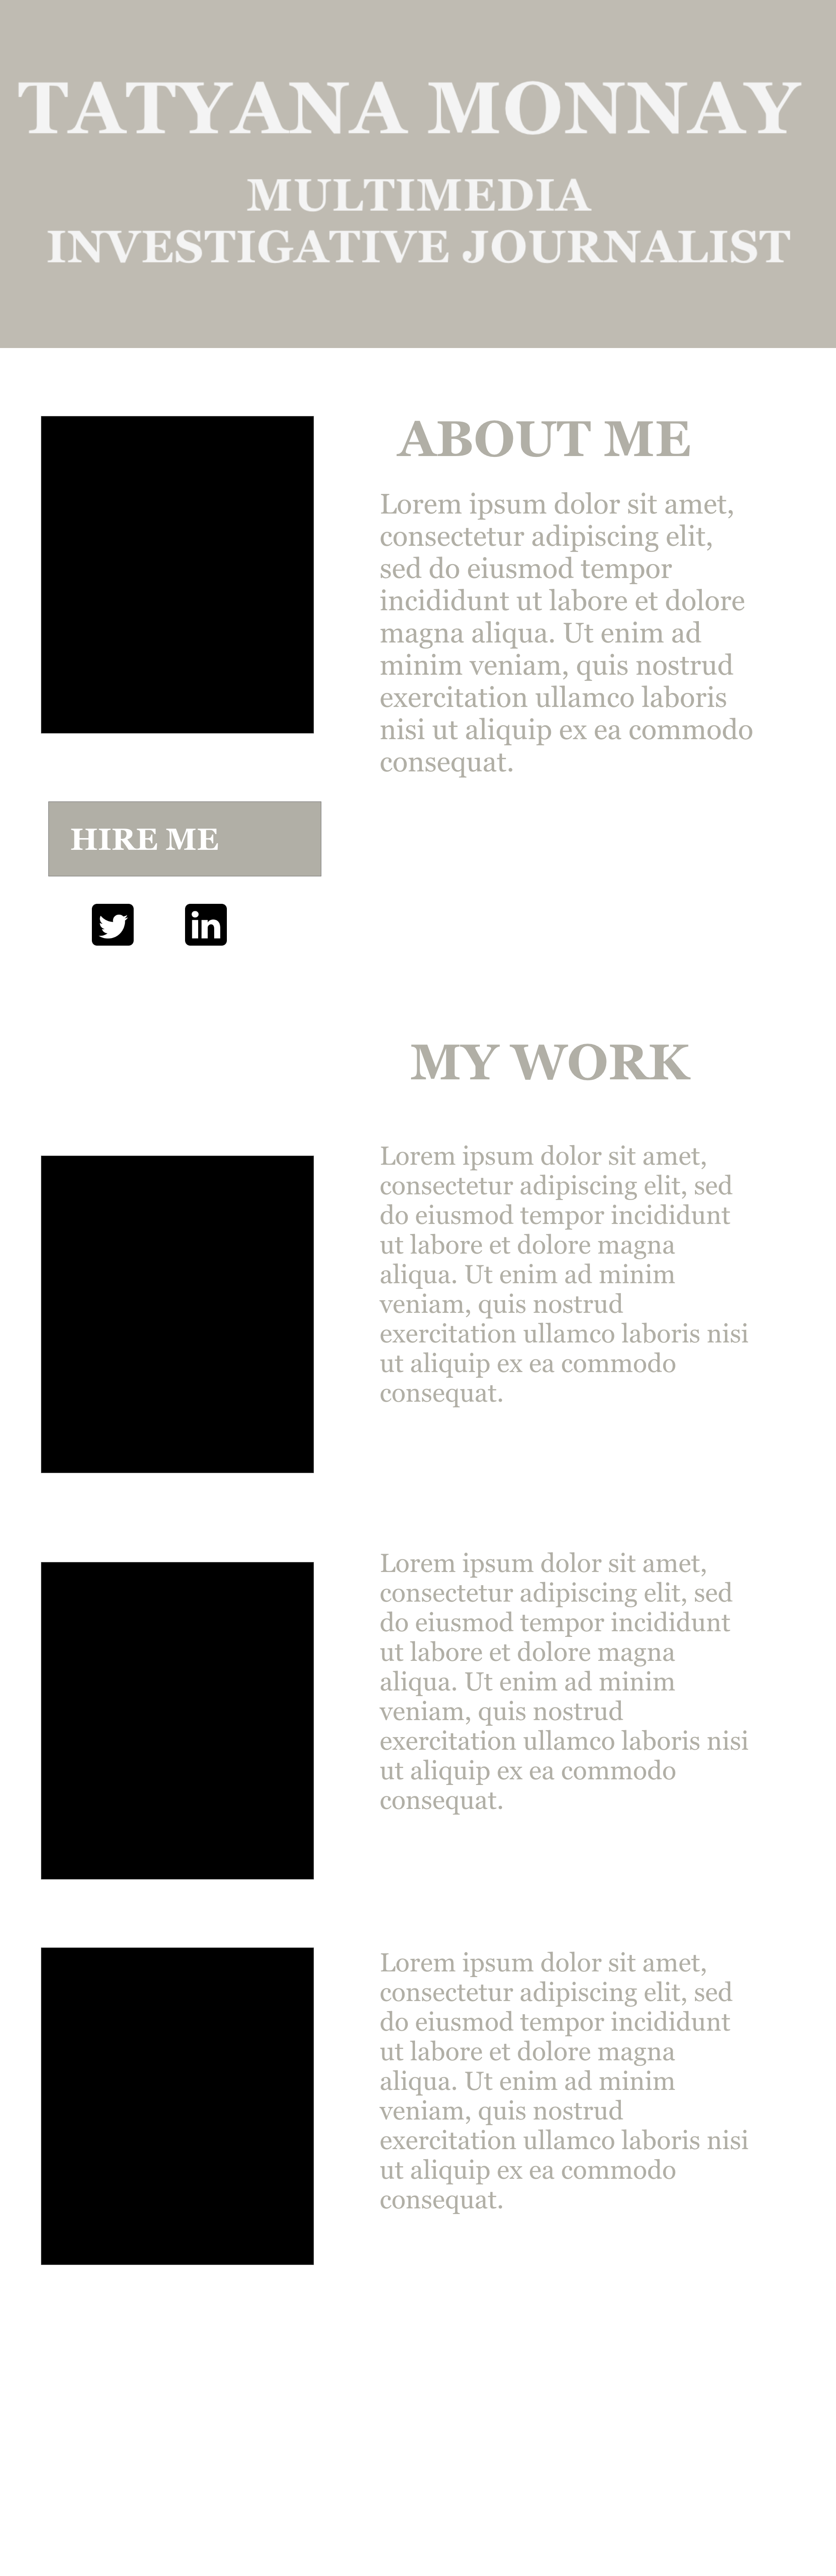 TATYANA MONNAY
MULTIMEDIA
INVESTIGATIVE JOURNALIST
ABOUT ME
Lorem ipsum dolor sit amet,
consectetur adipiscing elit,
sed do eiusmod tempor
incididunt ut labore et dolore
magna aliqua. Ut enim ad
minim veniam, quis nostrud
exercitation ullamco laboris
nisi ut aliquip ex ea commodo
consequat.
HIRE ME
in
MY WORK
Lorem ipsum dolor sit amet,
consectetur adipiscing elit, sed
do eiusmod tempor incididunt
ut labore et dolore magna
aliqua. Ut enim ad minim
veniam, quis nostrud
exercitation ullamco laboris nisi
ut aliquip ex ea commodo
consequat.
Lorem ipsum dolor sit amet,
consectetur adipiscing elit, sed
do eiusmod tempor incididunt
ut labore et dolore magna
aliqua. Ut enim ad minim
veniam, quis nostrud
exercitation ullamco laboris nisi
ut aliquip ex ea commodo
consequat.
Lorem ipsum dolor sit amet,
consectetur adipiscing elit, sed
do eiusmod tempor incididunt
ut labore et dolore magna
aliqua. Ut enim ad minim
veniam, quis nostrud
exercitation ullamco laboris nisi
ut aliquip ex ea commodo
consequat.